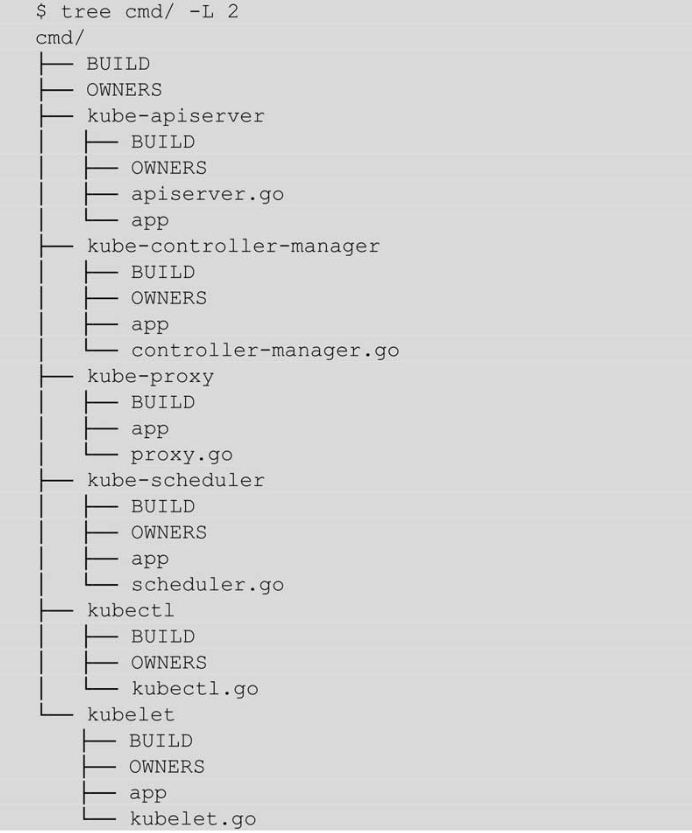 $ tree cmd/ -L 2
cmd/
├── BUILD
├── OWNERS
├── kube-apiserver
│   ├── BUILD
│   ├── OWNERS
│   ├── apiserver.go
│   └── app
├── kube-controller-manager
│   ├── BUILD
│   ├── OWNERS
│   ├── app
│   └── controller-manager.go
├── kube-proxy
│   ├── BUILD
│   ├── app
│   └── proxy.go
├── kube-scheduler
│   ├── BUILD
│   ├── OWNERS
│   ├── app
│   └── scheduler.go
├── kubectl
│   ├── BUILD
│   ├── OWNERS
│   └── kubectl.go
└── kubelet
    ├── BUILD
    ├── OWNERS
    ├── app
    └── kubelet.go